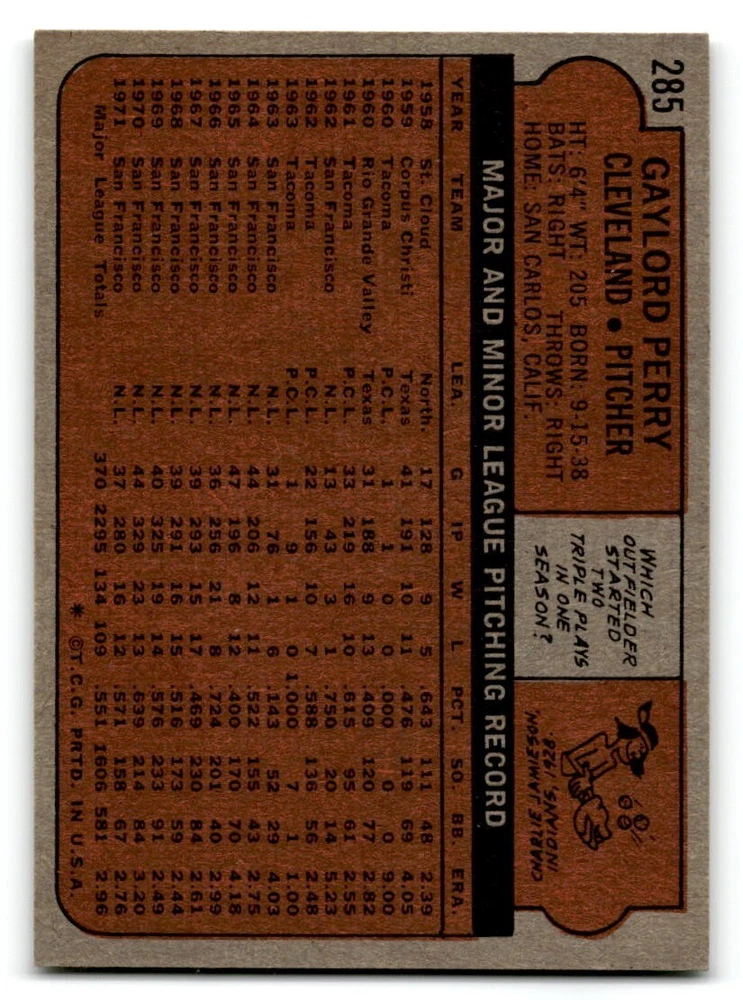 285
GAYLORD PERRY
CLEVELAND • PITCHER
HT: 6'4" WT: 205 BORN: 9-15-38
BATS: RIGHT THROWS: RIGHT
HOME: SAN CARLOS, CALIF.
WHICH
OUTFIELDER
STARTED
TWO
TRIPLE PLAYS
IN ONE
SEASON?
CHARLIE JAMIESON,
INDIANS, 1928.
MAJOR AND MINOR LEAGUE PITCHING RECORD
YEAR TEAM LEA. G IP W L PCT. SO. BB. ERA.
1958 St. Cloud North. 17 128 9 5 .643 111 48 2.39
1959 Corpus Christi Texas 41 191 10 11 .476 119 69 4.05
1960 Tacoma P.C.L. 1 1 0 0 .000 0 0 9.00
1960 Rio Grande Valley Texas 31 188 9 13 .409 120 77 2.82
1961 Tacoma P.C.L. 33 219 16 10 .615 95 61 2.55
1962 San Francisco N.L. 13 43 3 1 .750 20 14 5.23
1962 Tacoma P.C.L. 22 156 10 7 .588 136 56 2.48
1963 Tacoma P.C.L. 1 9 1 0 1.000 7 1 1.00
1963 San Francisco N.L. 31 76 1 6 .143 52 29 4.03
1964 San Francisco N.L. 44 206 12 11 .522 155 43 2.75
1965 San Francisco N.L. 47 196 8 12 .400 170 70 4.18
1966 San Francisco N.L. 36 256 21 8 .724 201 40 2.99
1967 San Francisco N.L. 39 293 15 17 .469 230 84 2.61
1968 San Francisco N.L. 39 291 16 15 .516 173 59 2.44
1969 San Francisco N.L. 40 325 19 14 .576 233 91 2.49
1970 San Francisco N.L. 44 329 23 13 .639 214 84 3.20
1971 San Francisco N.L. 37 280 16 12 .571 158 67 2.76
Major League Totals 370 2295 134 109 .551 1606 581 2.96
* © T.C.G. PRTD. IN U.S.A.